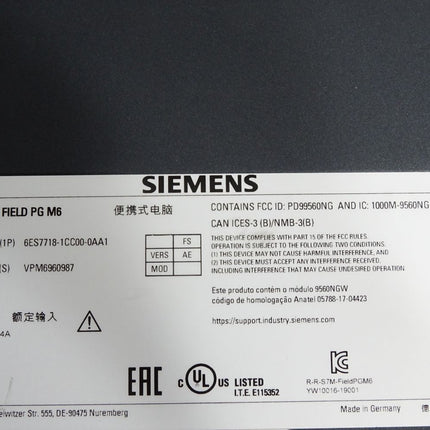 SIEMENS
FIELD PG M6
便携式电脑
CONTAINS FCC ID: PD99560NG AND IC: 1000M-9560NG
CAN ICES-3 (B)/NMB-3(B)
(1P) 6ES7718-1CC00-0AA1
FS
VERS AE
MOD
THIS DEVICE COMPLIES WITH PART 15 OF THE FCC RULES.
OPERATION IS SUBJECT TO THE FOLLOWING TWO CONDITIONS:
(1) THIS DEVICE MAY NOT CAUSE HARMFUL INTERFERENCE, AND
(2) THIS DEVICE MUST ACCEPT ANY INTERFERENCE RECEIVED,
INCLUDING INTERFERENCE THAT MAY CAUSE UNDESIRED OPERATION.
(S) VPM6960987
Este produto contém o módulo 9560NGW
código de homologação Anatel 05788-17-04423
额定输入
4A
https://support.industry.siemens.com
EAC
C UL US LISTED
I.T.E. E115352
R-R-S7M-FieldPGM6
YW10016-19001
elwitzer Str. 555, DE-90475 Nuremberg
Made in Germany